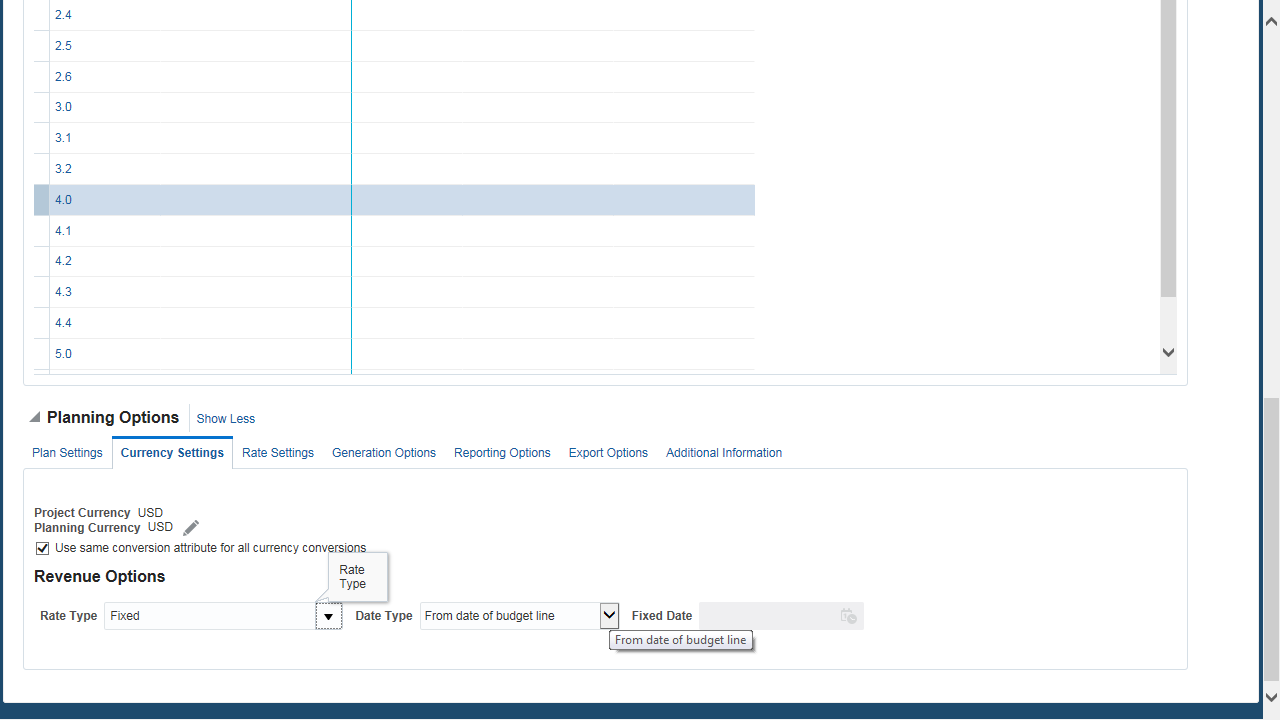 2.4
2.5
2.6
3.0
3.1
3.2
4.0
4.1
4.2
4.3
4.4
5.0
Planning Options Show Less
Plan Settings Currency Settings Rate Settings Generation Options Reporting Options Export Options Additional Information
Project Currency USD
Planning Currency USD
Use same conversion attribute for all currency conversions
Rate
Type
Revenue Options
Rate Type Fixed Date Type From date of budget line Fixed Date
From date of budget line